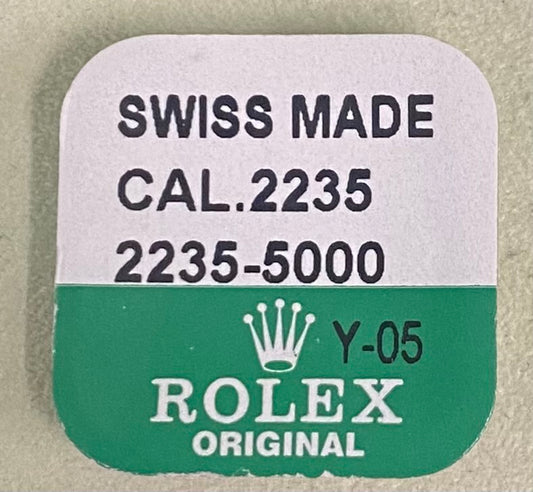 SWISS MADE
CAL.2235
2235-5000
Y-05
ROLEX
ORIGINAL